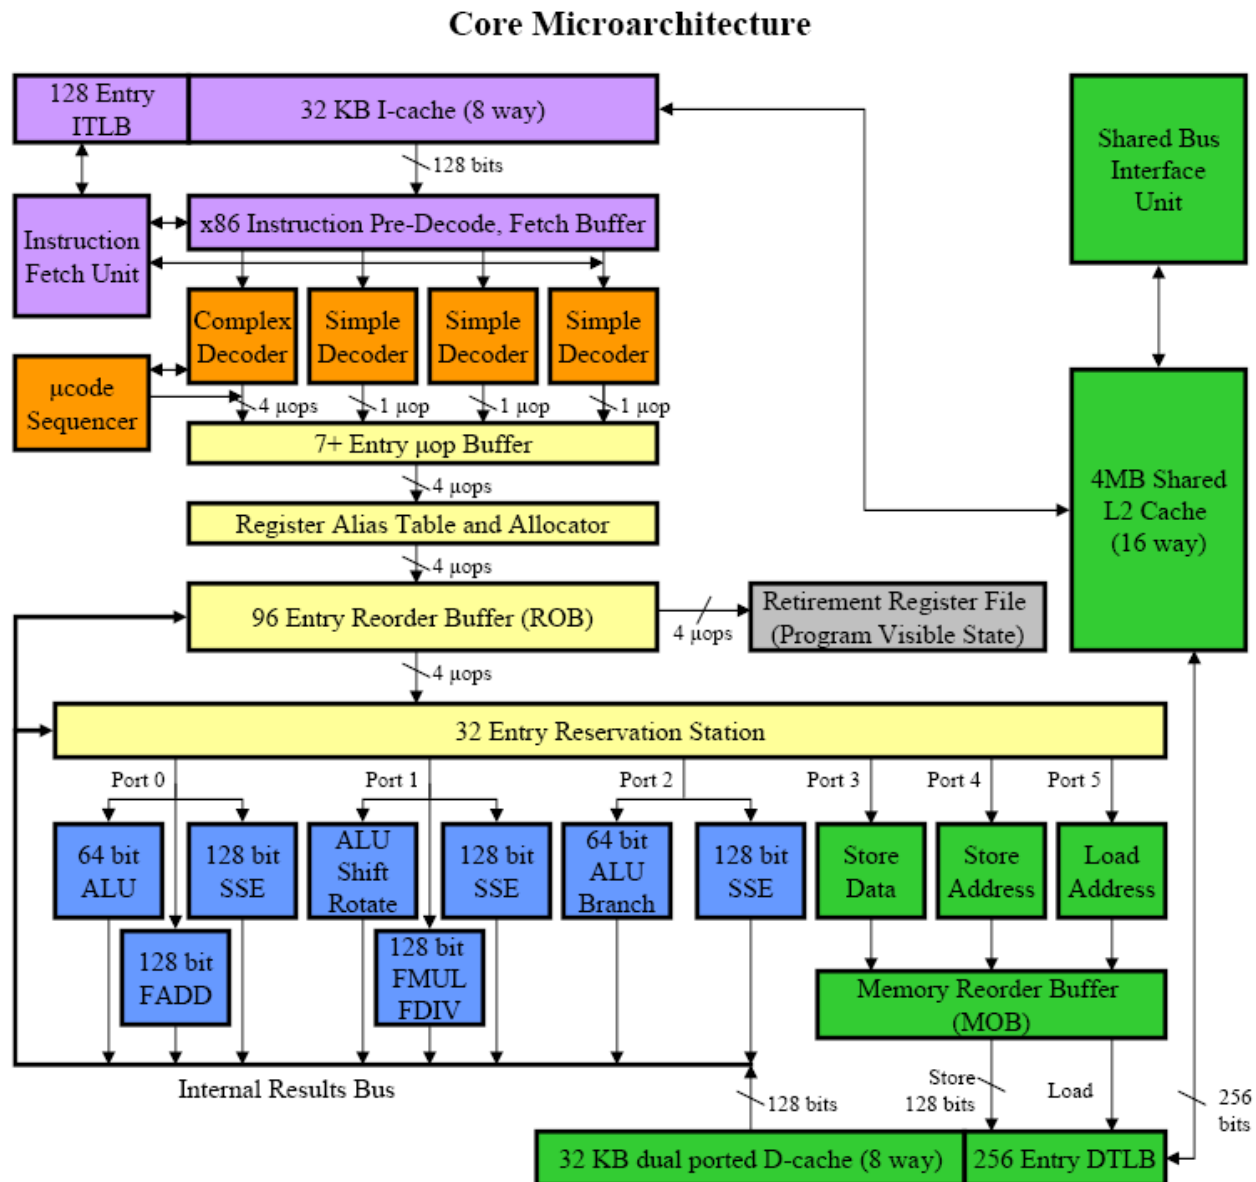 Core Microarchitecture
128 Entry
ITLB
32 KB I-cache (8 way)
Shared Bus
Interface
Unit
128 bits
Instruction
Fetch Unit
x86 Instruction Pre-Decode, Fetch Buffer
Complex
Decoder
Simple
Decoder
Simple
Decoder
Simple
Decoder
µcode
Sequencer
4 µops
1 µop
1 µop
1 µop
7+ Entry µop Buffer
4 µops
Register Alias Table and Allocator
4 µops
4MB Shared
L2 Cache
(16 way)
96 Entry Reorder Buffer (ROB)
4 µops
Retirement Register File
(Program Visible State)
4 µops
32 Entry Reservation Station
Port 0
Port 1
Port 2
Port 3
Port 4
Port 5
64 bit
ALU
128 bit
SSE
ALU
Shift
Rotate
128 bit
SSE
64 bit
ALU
Branch
128 bit
SSE
Store
Data
Store
Address
Load
Address
128 bit
FADD
128 bit
FMUL
FDIV
Memory Reorder Buffer
(MOB)
Internal Results Bus
128 bits
Store
128 bits
Load
256
bits
32 KB dual ported D-cache (8 way)
256 Entry DTLB